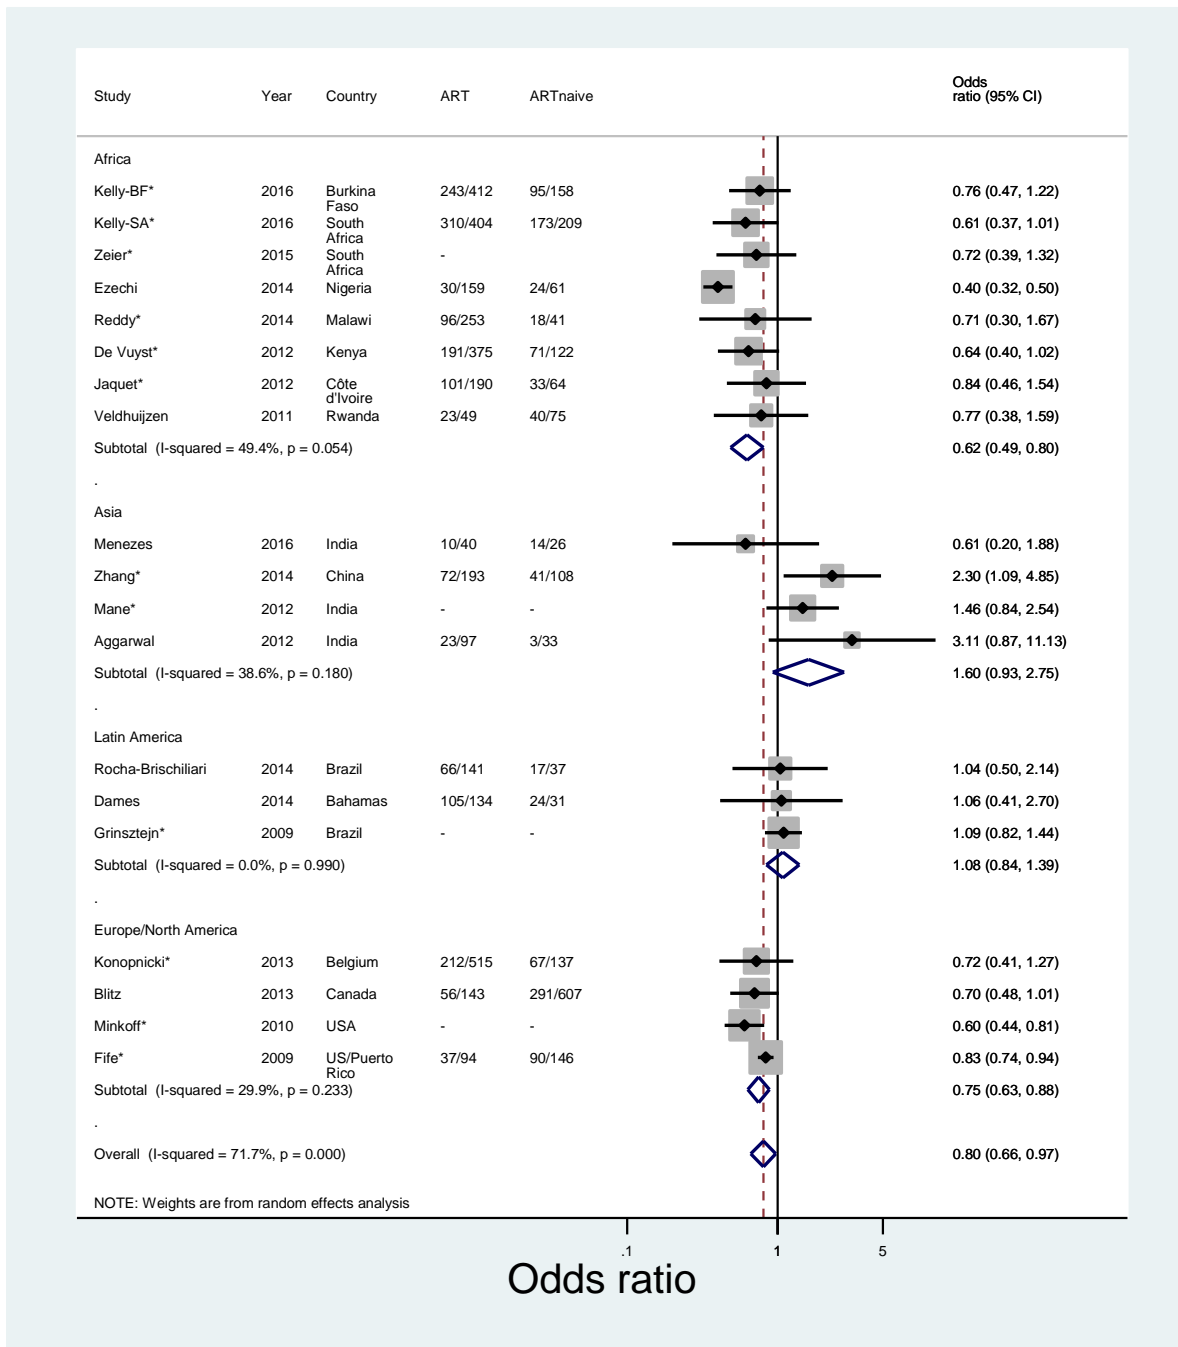 Study Year Country ART ARTnaive Odds ratio (95% CI)
Africa
Kelly-BF* 2016 Burkina Faso 243/412 95/158 0.76 (0.47, 1.22)
Kelly-SA* 2016 South Africa 310/404 173/209 0.61 (0.37, 1.01)
Zeier* 2015 South Africa - 0.72 (0.39, 1.32)
Ezechi 2014 Nigeria 30/159 24/61 0.40 (0.32, 0.50)
Reddy* 2014 Malawi 96/253 18/41 0.71 (0.30, 1.67)
De Vuyst* 2012 Kenya 191/375 71/122 0.64 (0.40, 1.02)
Jaquet* 2012 Côte d'Ivoire 101/190 33/64 0.84 (0.46, 1.54)
Veldhuijzen 2011 Rwanda 23/49 40/75 0.77 (0.38, 1.59)
Subtotal (I-squared = 49.4%, p = 0.054) 0.62 (0.49, 0.80)
.
Asia
Menezes 2016 India 10/40 14/26 0.61 (0.20, 1.88)
Zhang* 2014 China 72/193 41/108 2.30 (1.09, 4.85)
Mane* 2012 India - - 1.46 (0.84, 2.54)
Aggarwal 2012 India 23/97 3/33 3.11 (0.87, 11.13)
Subtotal (I-squared = 38.6%, p = 0.180) 1.60 (0.93, 2.75)
.
Latin America
Rocha-Brischiliari 2014 Brazil 66/141 17/37 1.04 (0.50, 2.14)
Dames 2014 Bahamas 105/134 24/31 1.06 (0.41, 2.70)
Grinsztejn* 2009 Brazil - - 1.09 (0.82, 1.44)
Subtotal (I-squared = 0.0%, p = 0.990) 1.08 (0.84, 1.39)
.
Europe/North America
Konopnicki* 2013 Belgium 212/515 67/137 0.72 (0.41, 1.27)
Blitz 2013 Canada 56/143 291/607 0.70 (0.48, 1.01)
Minkoff* 2010 USA - - 0.60 (0.44, 0.81)
Fife* 2009 US/Puerto Rico 37/94 90/146 0.83 (0.74, 0.94)
Subtotal (I-squared = 29.9%, p = 0.233) 0.75 (0.63, 0.88)
.
Overall (I-squared = 71.7%, p = 0.000) 0.80 (0.66, 0.97)
NOTE: Weights are from random effects analysis
.1 1 5
Odds ratio